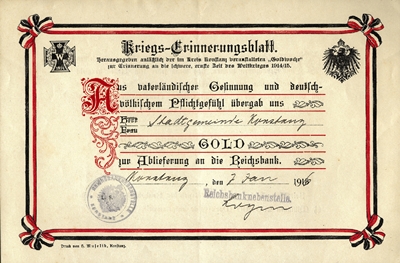 Kriegs-Erinnerungsblatt.
Herausgegeben anläßlich der im Kreis Konstanz veranstalteten „Goldwoche“
zur Erinnerung an die schwere, ernste Zeit des Weltkrieges 1914/15.
Aus vaterländischer Gesinnung und deutsch-
völkischem Pflichtgefühl übergab uns
Herr
Frau
Stadtgemeinde Konstanz
GOLD
zur Ablieferung an die Reichsbank.
Konstanz, den 7 Jan 1916
Reichsbanknebenstelle.
W
Druck von
Konstanz.